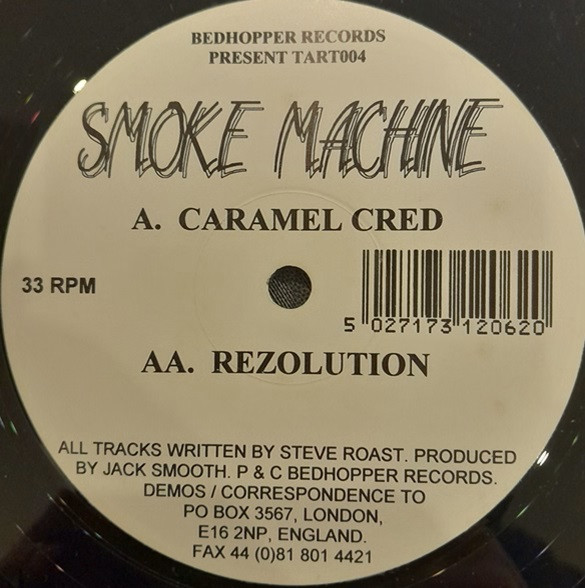 BEDHOPPER RECORDS
PRESENT TART004
SMOKE MACHINE
A. CARAMEL CRED
33 RPM
5 027173 120620
AA. REZOLUTION
ALL TRACKS WRITTEN BY STEVE ROAST. PRODUCED
BY JACK SMOOTH. P & C BEDHOPPER RECORDS.
DEMOS / CORRESPONDENCE TO
PO BOX 3567, LONDON,
E16 2NP, ENGLAND.
FAX 44 (0)81 801 4421